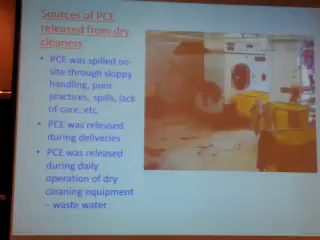 Sources of PCE
released from dry
cleaners
• PCE was spilled on-
site through sloppy
handling, poor
practices, spills, lack
of care, etc.
• PCE was released
during deliveries
• PCE was released
during daily
operation of dry
cleaning equipment
– waste water